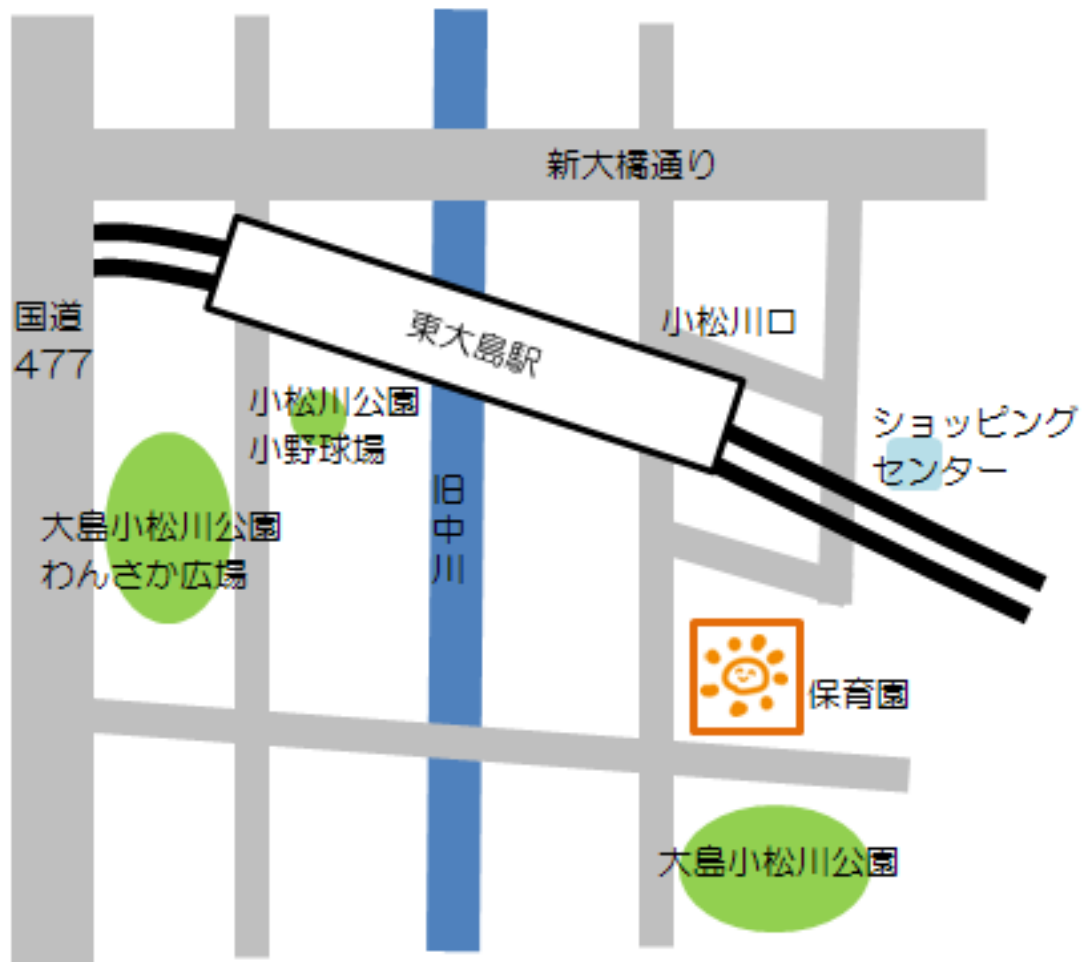 新大橋通り
国道
477
東大島駅
小松川口
小松川公園
小野球場
ショッピング
センター
旧中川
大島小松川公園
わんさか広場
保育園
大島小松川公園